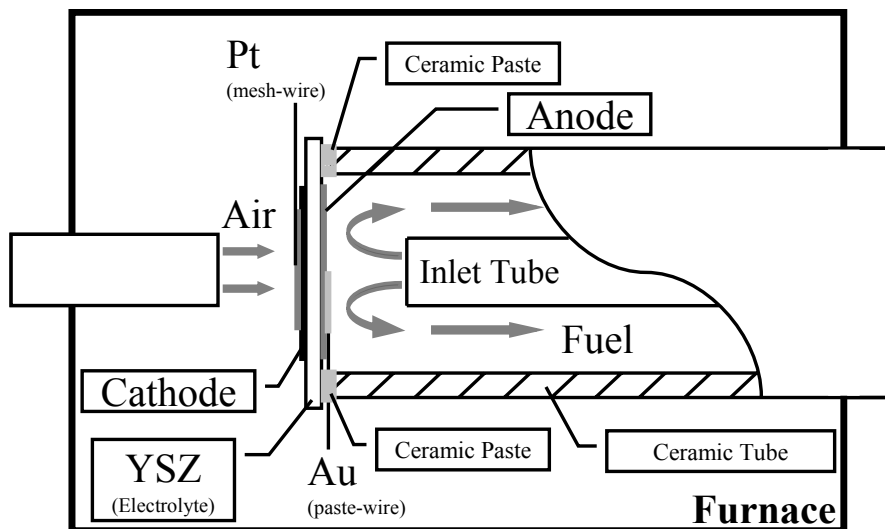 Pt
(mesh-wire)
Ceramic Paste
Anode
Air
Inlet Tube
Fuel
Cathode
YSZ
(Electrolyte)
Au
(paste-wire)
Ceramic Paste
Ceramic Tube
Furnace